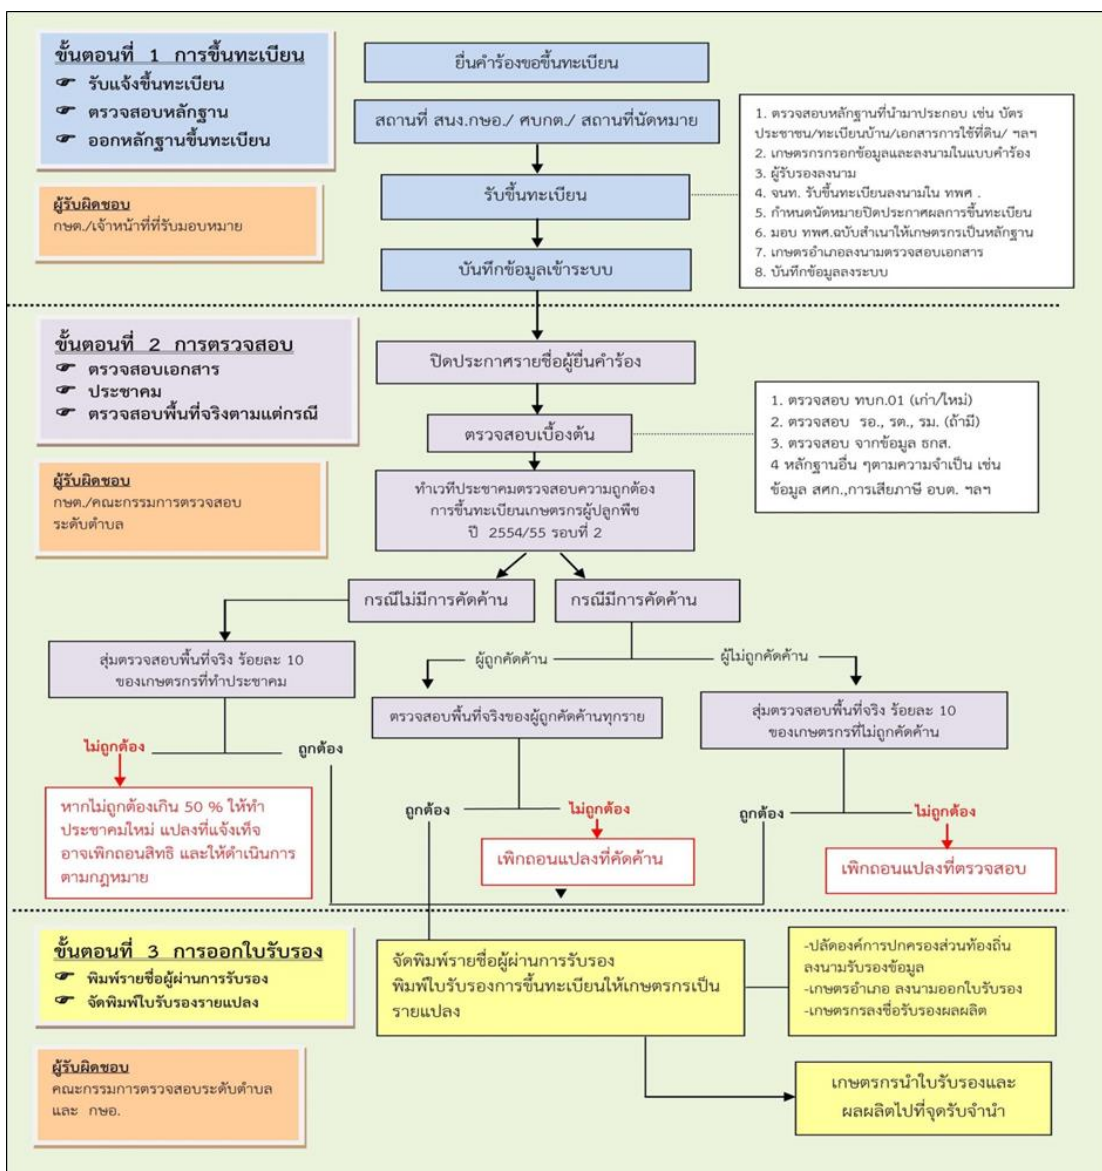 ขั้นตอนที่ 1 การขึ้นทะเบียน
☞ รับแจ้งขึ้นทะเบียน
☞ ตรวจสอบหลักฐาน
☞ ออกหลักฐานขึ้นทะเบียน
ผู้รับผิดชอบ
กษต./เจ้าหน้าที่ที่รับมอบหมาย
ยื่นคำร้องขอขึ้นทะเบียน
สถานที่ สนง.กษอ./ ศบกต./ สถานที่นัดหมาย
รับขึ้นทะเบียน
บันทึกข้อมูลเข้าระบบ
1. ตรวจสอบหลักฐานที่นำมาประกอบ เช่น บัตร
ประชาชน/ทะเบียนบ้าน/เอกสารการใช้ที่ดิน/ ฯลฯ
2. เกษตรกรกรอกข้อมูลและลงนามในแบบคำร้อง
3. ผู้รับรองลงนาม
4. จนท. รับขึ้นทะเบียนลงนามใน ทพศ .
5. กำหนดนัดหมายปิดประกาศผลการขึ้นทะเบียน
6. มอบ ทพศ.ฉบับสำเนาให้เกษตรกรเป็นหลักฐาน
7. เกษตรอำเภอลงนามตรวจสอบเอกสาร
8. บันทึกข้อมูลลงระบบ
ขั้นตอนที่ 2 การตรวจสอบ
☞ ตรวจสอบเอกสาร
☞ ประชาคม
☞ ตรวจสอบพื้นที่จริงตามแต่กรณี
ผู้รับผิดชอบ
กษต./คณะกรรมการตรวจสอบ
ระดับตำบล
ปิดประกาศรายชื่อผู้ยื่นคำร้อง
ตรวจสอบเบื้องต้น
1. ตรวจสอบ ทบก.01 (เก่า/ใหม่)
2. ตรวจสอบ รอ., รต., รม. (ถ้ามี)
3. ตรวจสอบ จากข้อมูล ธกส.
4 หลักฐานอื่น ๆตามความจำเป็น เช่น
ข้อมูล สศก.,การเสียภาษี อบต. ฯลฯ
ทำเวทีประชาคมตรวจสอบความถูกต้อง
การขึ้นทะเบียนเกษตรกรผู้ปลูกพืช
ปี 2554/55 รอบที่ 2
กรณีไม่มีการคัดค้าน
กรณีมีการคัดค้าน
สุ่มตรวจสอบพื้นที่จริง ร้อยละ 10
ของเกษตรกรที่ทำประชาคม
ผู้ถูกคัดค้าน
ผู้ไม่ถูกคัดค้าน
ตรวจสอบพื้นที่จริงของผู้ถูกคัดค้านทุกราย
สุ่มตรวจสอบพื้นที่จริง ร้อยละ 10
ของเกษตรกรที่ไม่ถูกคัดค้าน
ไม่ถูกต้อง
ถูกต้อง
ถูกต้อง
ไม่ถูกต้อง
ถูกต้อง
ไม่ถูกต้อง
หากไม่ถูกต้องเกิน 50 % ให้ทำ
ประชาคมใหม่ แปลงที่แจ้งเท็จ
อาจเพิกถอนสิทธิ และให้ดำเนินการ
ตามกฎหมาย
เพิกถอนแปลงที่คัดค้าน
เพิกถอนแปลงที่ตรวจสอบ
ขั้นตอนที่ 3 การออกใบรับรอง
☞ พิมพ์รายชื่อผู้ผ่านการรับรอง
☞ จัดพิมพ์ใบรับรองรายแปลง
ผู้รับผิดชอบ
คณะกรรมการตรวจสอบระดับตำบล
และ กษอ.
จัดพิมพ์รายชื่อผู้ผ่านการรับรอง
พิมพ์ใบรับรองการขึ้นทะเบียนให้เกษตรกรเป็น
รายแปลง
-ปลัดองค์การปกครองส่วนท้องถิ่น
ลงนามรับรองข้อมูล
-เกษตรอำเภอ ลงนามออกใบรับรอง
-เกษตรกรลงชื่อรับรองผลผลิต
เกษตรกรนำใบรับรองและ
ผลผลิตไปที่จุดรับจำนำ